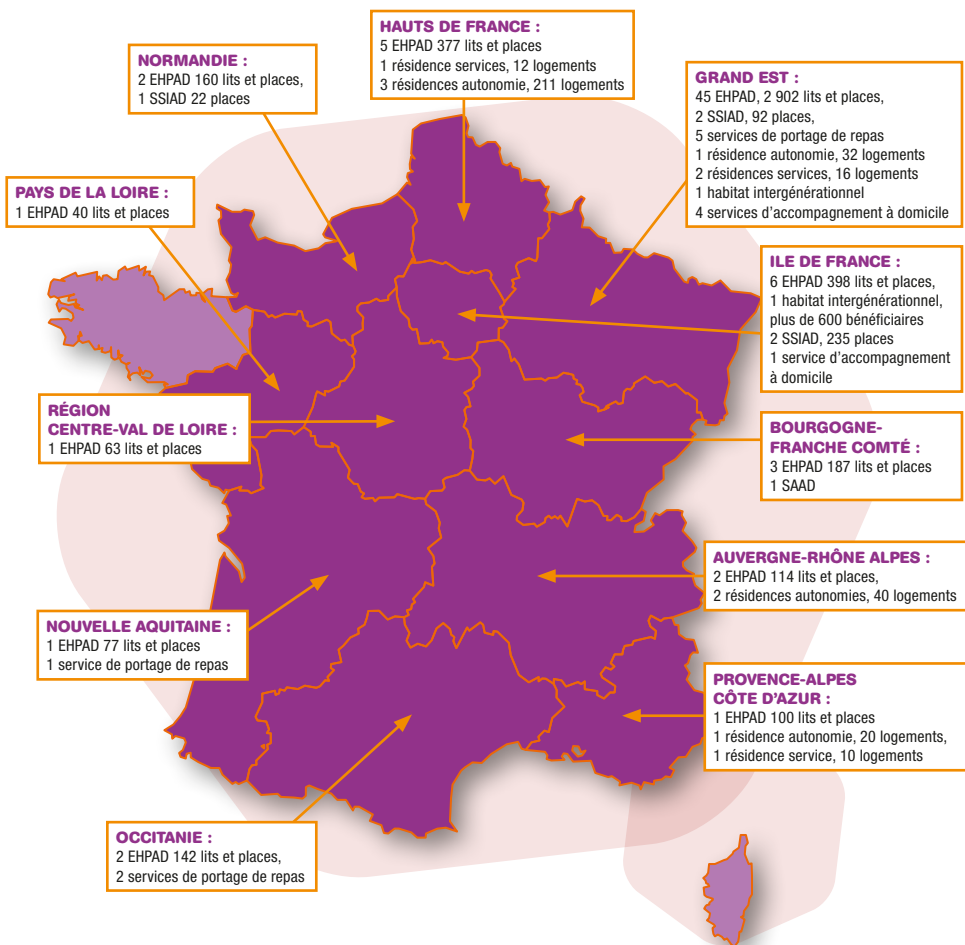 HAUTS DE FRANCE :
5 EHPAD 377 lits et places
1 résidence services, 12 logements
3 résidences autonomie, 211 logements
NORMANDIE :
2 EHPAD 160 lits et places,
1 SSIAD 22 places
GRAND EST :
45 EHPAD, 2 902 lits et places,
2 SSIAD, 92 places,
5 services de portage de repas
1 résidence autonomie, 32 logements
2 résidences services, 16 logements
1 habitat intergénérationnel
4 services d'accompagnement à domicile
PAYS DE LA LOIRE :
1 EHPAD 40 lits et places
ILE DE FRANCE :
6 EHPAD 398 lits et places,
1 habitat intergénérationnel,
plus de 600 bénéficiaires
2 SSIAD, 235 places
1 service d'accompagnement
à domicile
RÉGION
CENTRE-VAL DE LOIRE :
1 EHPAD 63 lits et places
BOURGOGNE-
FRANCHE COMTÉ :
3 EHPAD 187 lits et places
1 SAAD
AUVERGNE-RHÔNE ALPES :
2 EHPAD 114 lits et places,
2 résidences autonomies, 40 logements
NOUVELLE AQUITAINE :
1 EHPAD 77 lits et places
1 service de portage de repas
PROVENCE-ALPES
CÔTE D'AZUR :
1 EHPAD 100 lits et places
1 résidence autonomie, 20 logements,
1 résidence service, 10 logements
OCCITANIE :
2 EHPAD 142 lits et places,
2 services de portage de repas